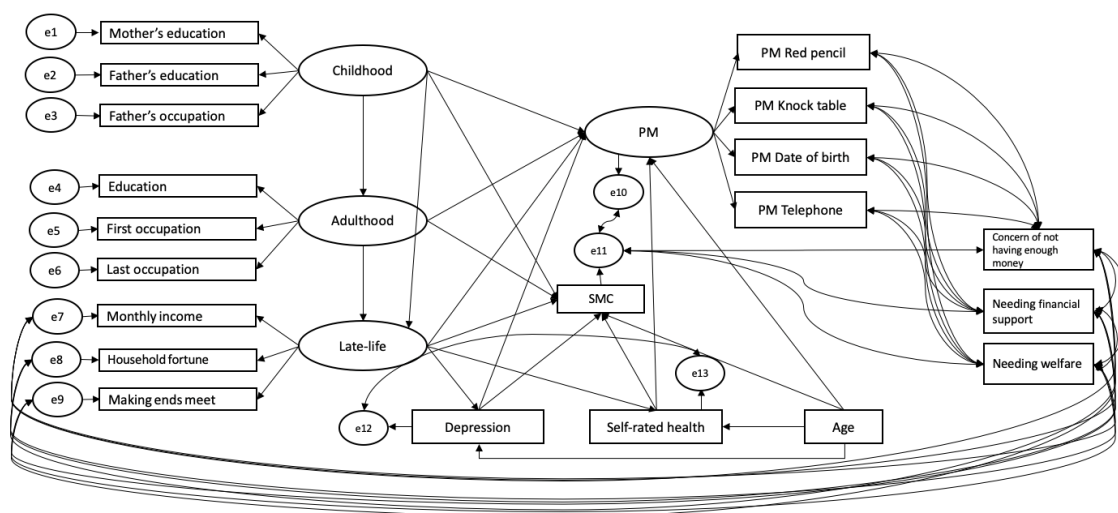 e1
Mother's education
e2
Father's education
e3
Father's occupation
Childhood
e4
Education
e5
First occupation
e6
Last occupation
Adulthood
e7
Monthly income
e8
Household fortune
e9
Making ends meet
Late-life
PM
e10
e11
SMC
e13
e12
Depression
Self-rated health
Age
PM Red pencil
PM Knock table
PM Date of birth
PM Telephone
Concern of not
having enough
money
Needing financial
support
Needing welfare